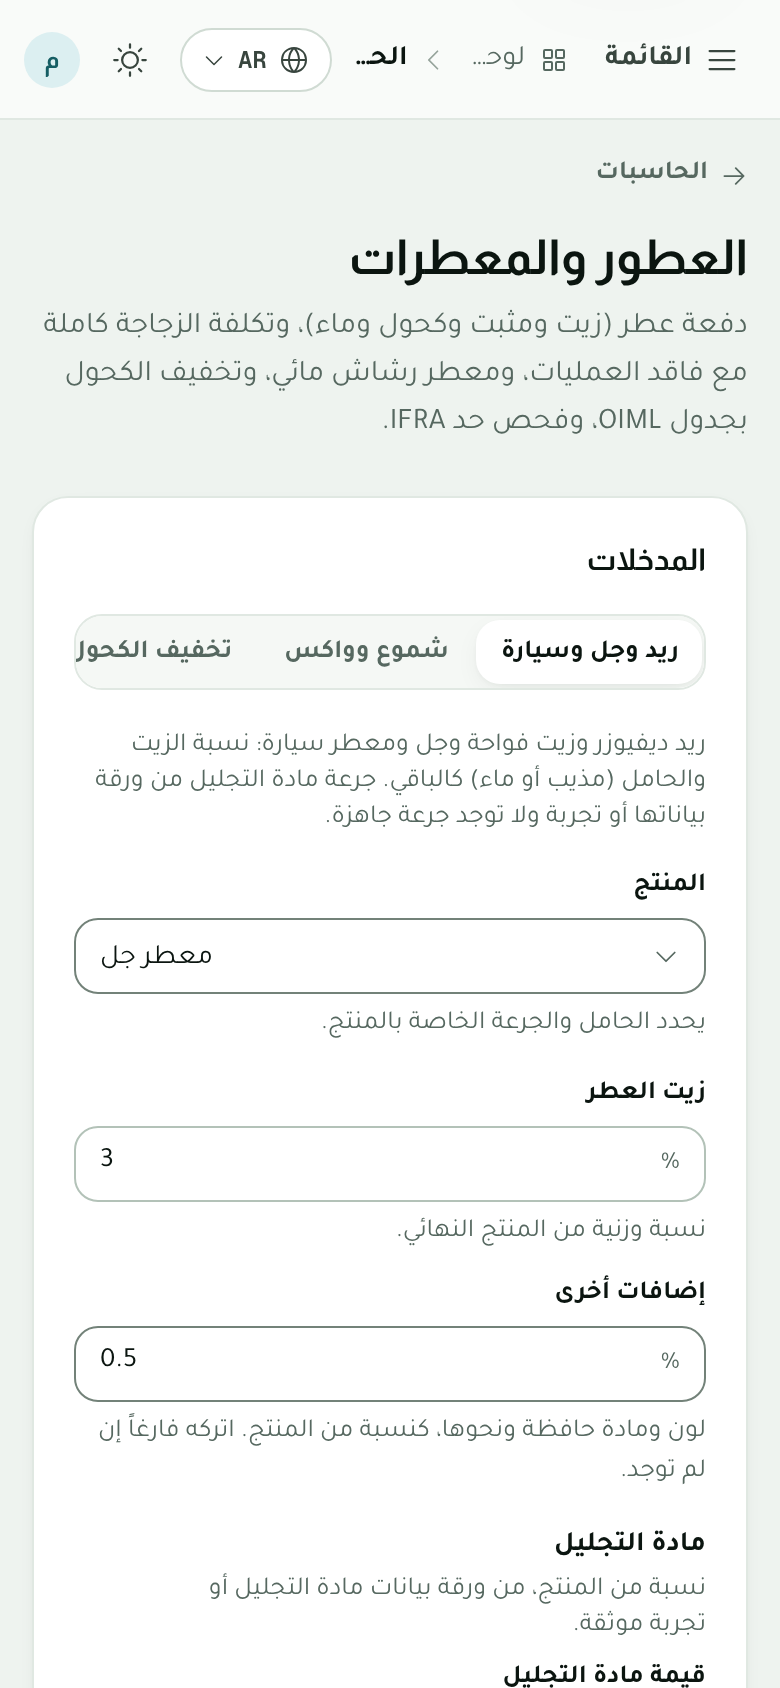 القائمة
لوحـ...
الحـ...
AR
م
الحاسبات
العطور والمعطرات
دفعة عطر (زيت ومثبت وكحول وماء)، وتكلفة الزجاجة كاملة
مع فاقد العمليات، ومعطر رشاش مائي، وتخفيف الكحول
بجدول OIML، وفحص حد IFRA.
المدخلات
ريد وجل وسيارة
شموع وواكس
تخفيف الكحول
ريد ديفيوزر وزيت فواحة وجل ومعطر سيارة: نسبة الزيت
والحامل (مذيب أو ماء) كالباقي. جرعة مادة التجليل من ورقة
بياناتها أو تجربة ولا توجد جرعة جاهزة.
المنتج
معطر جل
يحدد الحامل والجرعة الخاصة بالمنتج.
زيت العطر
3 %
نسبة وزنية من المنتج النهائي.
إضافات أخرى
0.5 %
لون ومادة حافظة ونحوها، كنسبة من المنتج. اتركه فارغاً إن
لم توجد.
مادة التجليل
نسبة من المنتج، من ورقة بيانات مادة التجليل أو
تجربة موثقة.
قيمة مادة التجليل